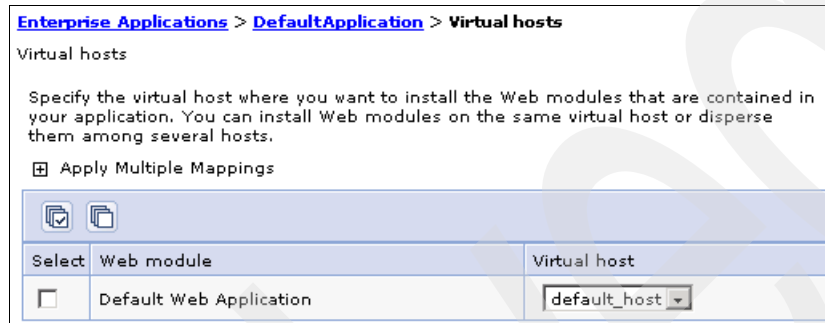 Enterprise Applications > DefaultApplication > Virtual hosts
Virtual hosts
Specify the virtual host where you want to install the Web modules that are contained in
your application. You can install Web modules on the same virtual host or disperse
them among several hosts.
Apply Multiple Mappings
Select Web module Virtual host
Default Web Application default_host